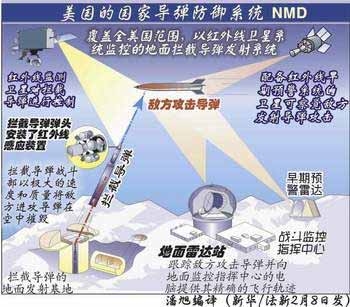 美国的国家导弹防御系统 NMD
覆盖全美国范围，以红外线卫星系
统监控的地面拦截导弹发射系统
红外线监测
卫星对拦截
导弹进行控制
敌方攻击导弹
配备红外线早
期预警系统的
卫星可察觉敌方
发射导弹攻击
拦截导弹弹头
安装了红外线
感应装置
拦截导弹战斗
部以极大的速
度和质量将敌
方进攻导弹在
空中摧毁
拦截导弹
早期预
警雷达
战斗监控
指挥中心
地面雷达站
跟踪敌方攻击导弹并向
地面监控指挥中心的电
脑提供其精确的飞行轨迹
拦截导弹的
地面发射基地
潘旭编译（新华/法新2月3日发）